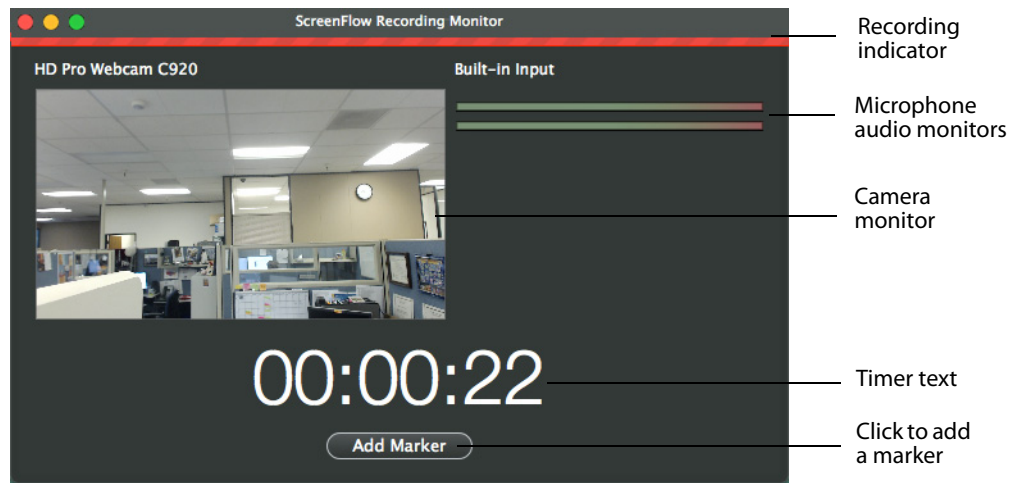 ScreenFlow Recording Monitor
Recording
indicator
HD Pro Webcam C920
Built-in Input
Microphone
audio monitors
Camera
monitor
00:00:22
Timer text
Add Marker
Click to add
a marker